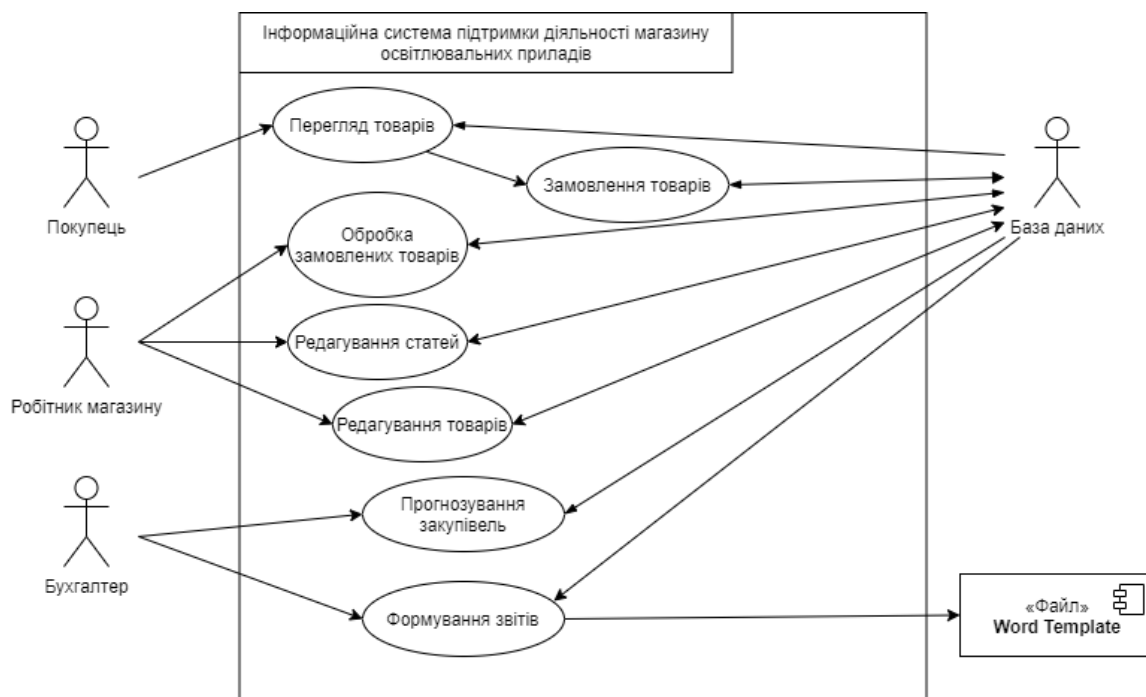 Інформаційна система підтримки діяльності магазину
освітлювальних приладів
Перегляд товарів
Замовлення товарів
Покупець
База даних
Обробка
замовлених товарів
Редагування статей
Робітник магазину
Редагування товарів
Прогнозування
закупівель
Бухгалтер
Формування звітів
«Файл»
Word Template